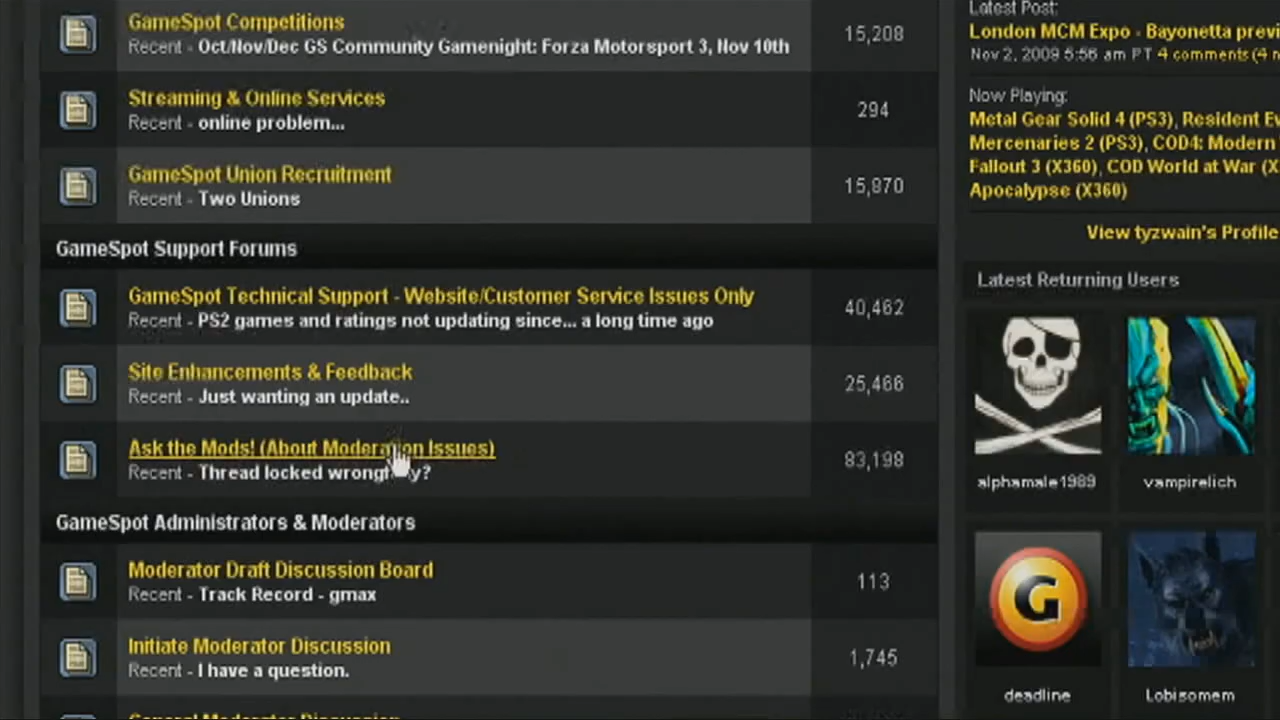 GameSpot Competitions
Recent - Oct/Nov/Dec GS Community Gamenight: Forza Motorsport 3, Nov 10th
15,208
Streaming & Online Services
Recent - online problem...
294
GameSpot Union Recruitment
Recent - Two Unions
15,870
GameSpot Support Forums
GameSpot Technical Support - Website/Customer Service Issues Only
Recent - PS2 games and ratings not updating since... a long time ago
40,462
Site Enhancements & Feedback
Recent - Just wanting an update..
25,466
Ask the Mods! (About Moderation Issues)
Recent - Thread locked wrongfully?
83,198
GameSpot Administrators & Moderators
Moderator Draft Discussion Board
Recent - Track Record - gmax
113
Initiate Moderator Discussion
Recent - I have a question.
1,745
General Moderator Discussion
Latest Post:
London MCM Expo - Bayonetta previ
Nov 2, 2009 5:56 am PT 4 comments (4 n
Now Playing:
Metal Gear Solid 4 (PS3), Resident Ev
Mercenaries 2 (PS3), COD4: Modern
Fallout 3 (X360), COD World at War (X
Apocalypse (X360)
View tyzwain's Profile
Latest Returning Users
alphamale1989
vampirelich
G
deadline
Lobisomem